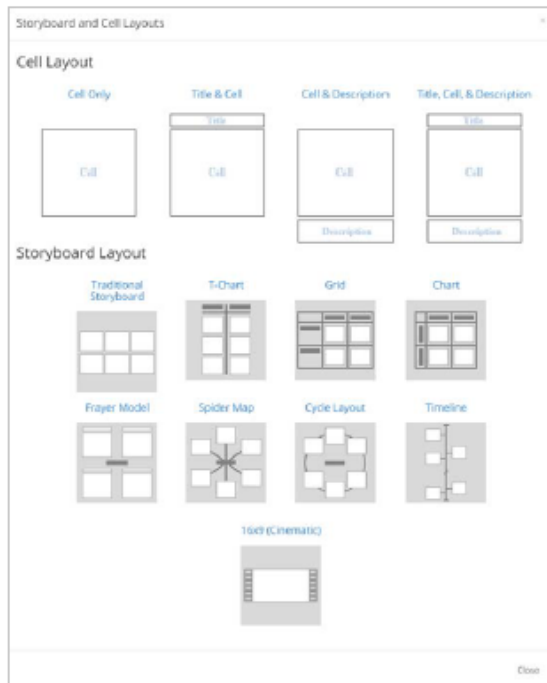 Storyboard and Cell Layouts
×
Cell Layout
Cell Only
Title & Cell
Cell & Description
Title, Cell, & Description
Title
Title
Cell
Cell
Cell
Cell
Description
Description
Storyboard Layout
Traditional
Storyboard
T-Chart
Grid
Chart
Frayer Model
Spider Map
Cycle Layout
Timeline
16x9 (Cinematic)
Close